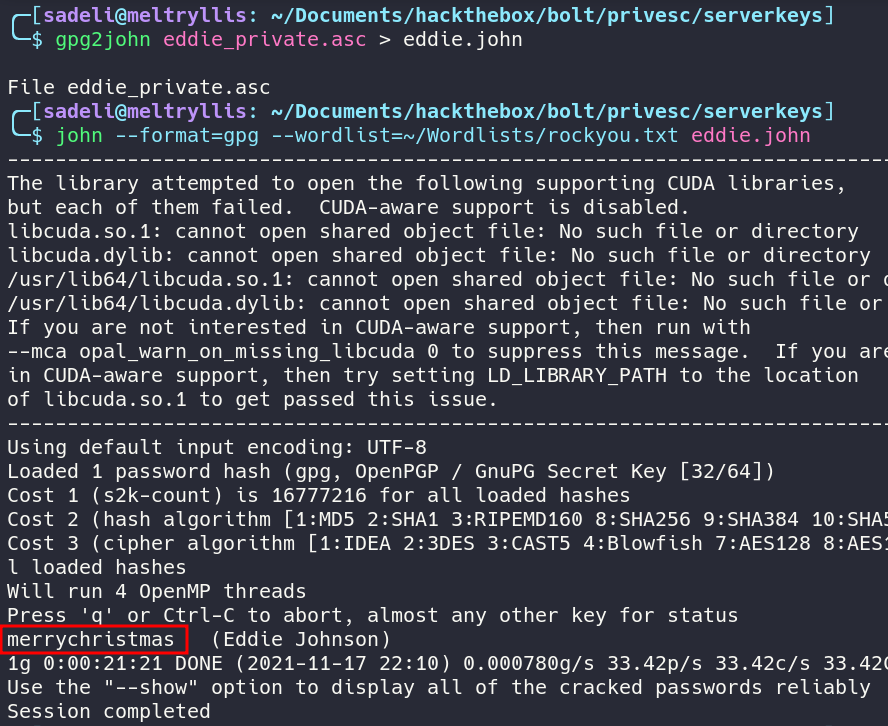 [sadeli@meltryllis: ~/Documents/hackthebox/bolt/privesc/serverkeys]
$ gpg2john eddie_private.asc > eddie.john
File eddie_private.asc
[sadeli@meltryllis: ~/Documents/hackthebox/bolt/privesc/serverkeys]
$ john --format=gpg --wordlist=~/Wordlists/rockyou.txt eddie.john
--------------------------------------------------------------------------
The library attempted to open the following supporting CUDA libraries,
but each of them failed.  CUDA-aware support is disabled.
libcuda.so.1: cannot open shared object file: No such file or directory
libcuda.dylib: cannot open shared object file: No such file or directory
/usr/lib64/libcuda.so.1: cannot open shared object file: No such file or
/usr/lib64/libcuda.dylib: cannot open shared object file: No such file or
If you are not interested in CUDA-aware support, then run with
--mca opal_warn_on_missing_libcuda 0 to suppress this message.  If you are
in CUDA-aware support, then try setting LD_LIBRARY_PATH to the location
of libcuda.so.1 to get passed this issue.
--------------------------------------------------------------------------
Using default input encoding: UTF-8
Loaded 1 password hash (gpg, OpenPGP / GnuPG Secret Key [32/64])
Cost 1 (s2k-count) is 16777216 for all loaded hashes
Cost 2 (hash algorithm [1:MD5 2:SHA1 3:RIPEMD160 8:SHA256 9:SHA384 10:SHA5
Cost 3 (cipher algorithm [1:IDEA 2:3DES 3:CAST5 4:Blowfish 7:AES128 8:AES1
l loaded hashes
Will run 4 OpenMP threads
Press 'q' or Ctrl-C to abort, almost any other key for status
merrychristmas   (Eddie Johnson)
1g 0:00:21:21 DONE (2021-11-17 22:10) 0.000780g/s 33.42p/s 33.42c/s 33.42C
Use the "--show" option to display all of the cracked passwords reliably
Session completed